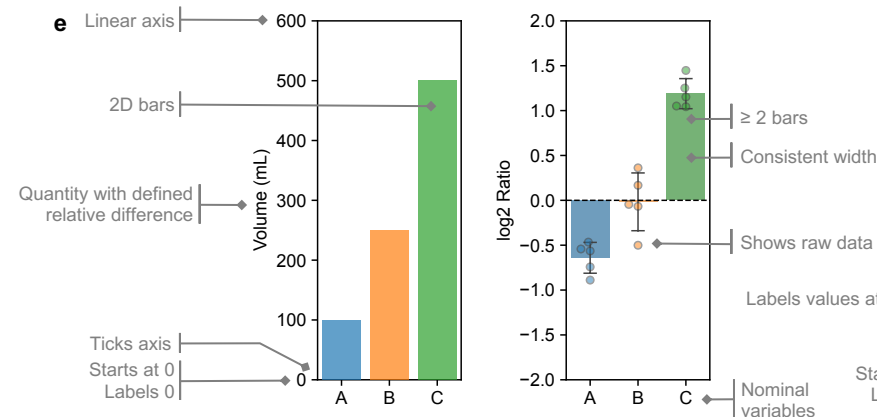 e
Linear axis
2D bars
Quantity with defined
relative difference
Ticks axis
Starts at 0
Labels 0
Volume (mL)
600
500
400
300
200
100
0
A B C
log2 Ratio
2.0
1.5
1.0
0.5
0.0
−0.5
−1.0
−1.5
−2.0
A B C
≥ 2 bars
Consistent width
Shows raw data
Labels values at
Nominal
variables
Sta
L